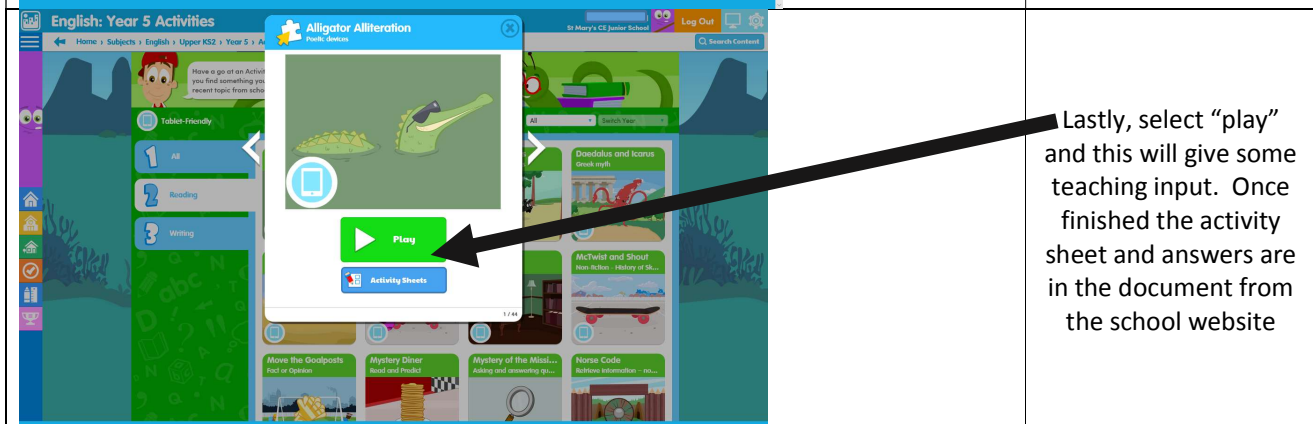 English: Year 5 Activities
St Mary's CE Junior School
Log Out
Home › Subjects › English › Upper KS2 › Year 5 ›
Search Content
Alligator Alliteration
Poetic devices
Have a go at an Activi
you find something you
recent topic from scho
Tablet-Friendly
All
Switch Year
1 All
2 Reading
3 Writing
Daedalus and Icarus
Greek myth
Play
Activity Sheets
1 / 44
McTwist and Shout
Non-fiction - History of Sk...
Move the Goalposts
Fact or Opinion
Mystery Diner
Read and Predict
Mystery of the Missi...
Asking and answering qu...
Norse Code
Retrieve information – no...
Lastly, select “play”
and this will give some
teaching input. Once
finished the activity
sheet and answers are
in the document from
the school website